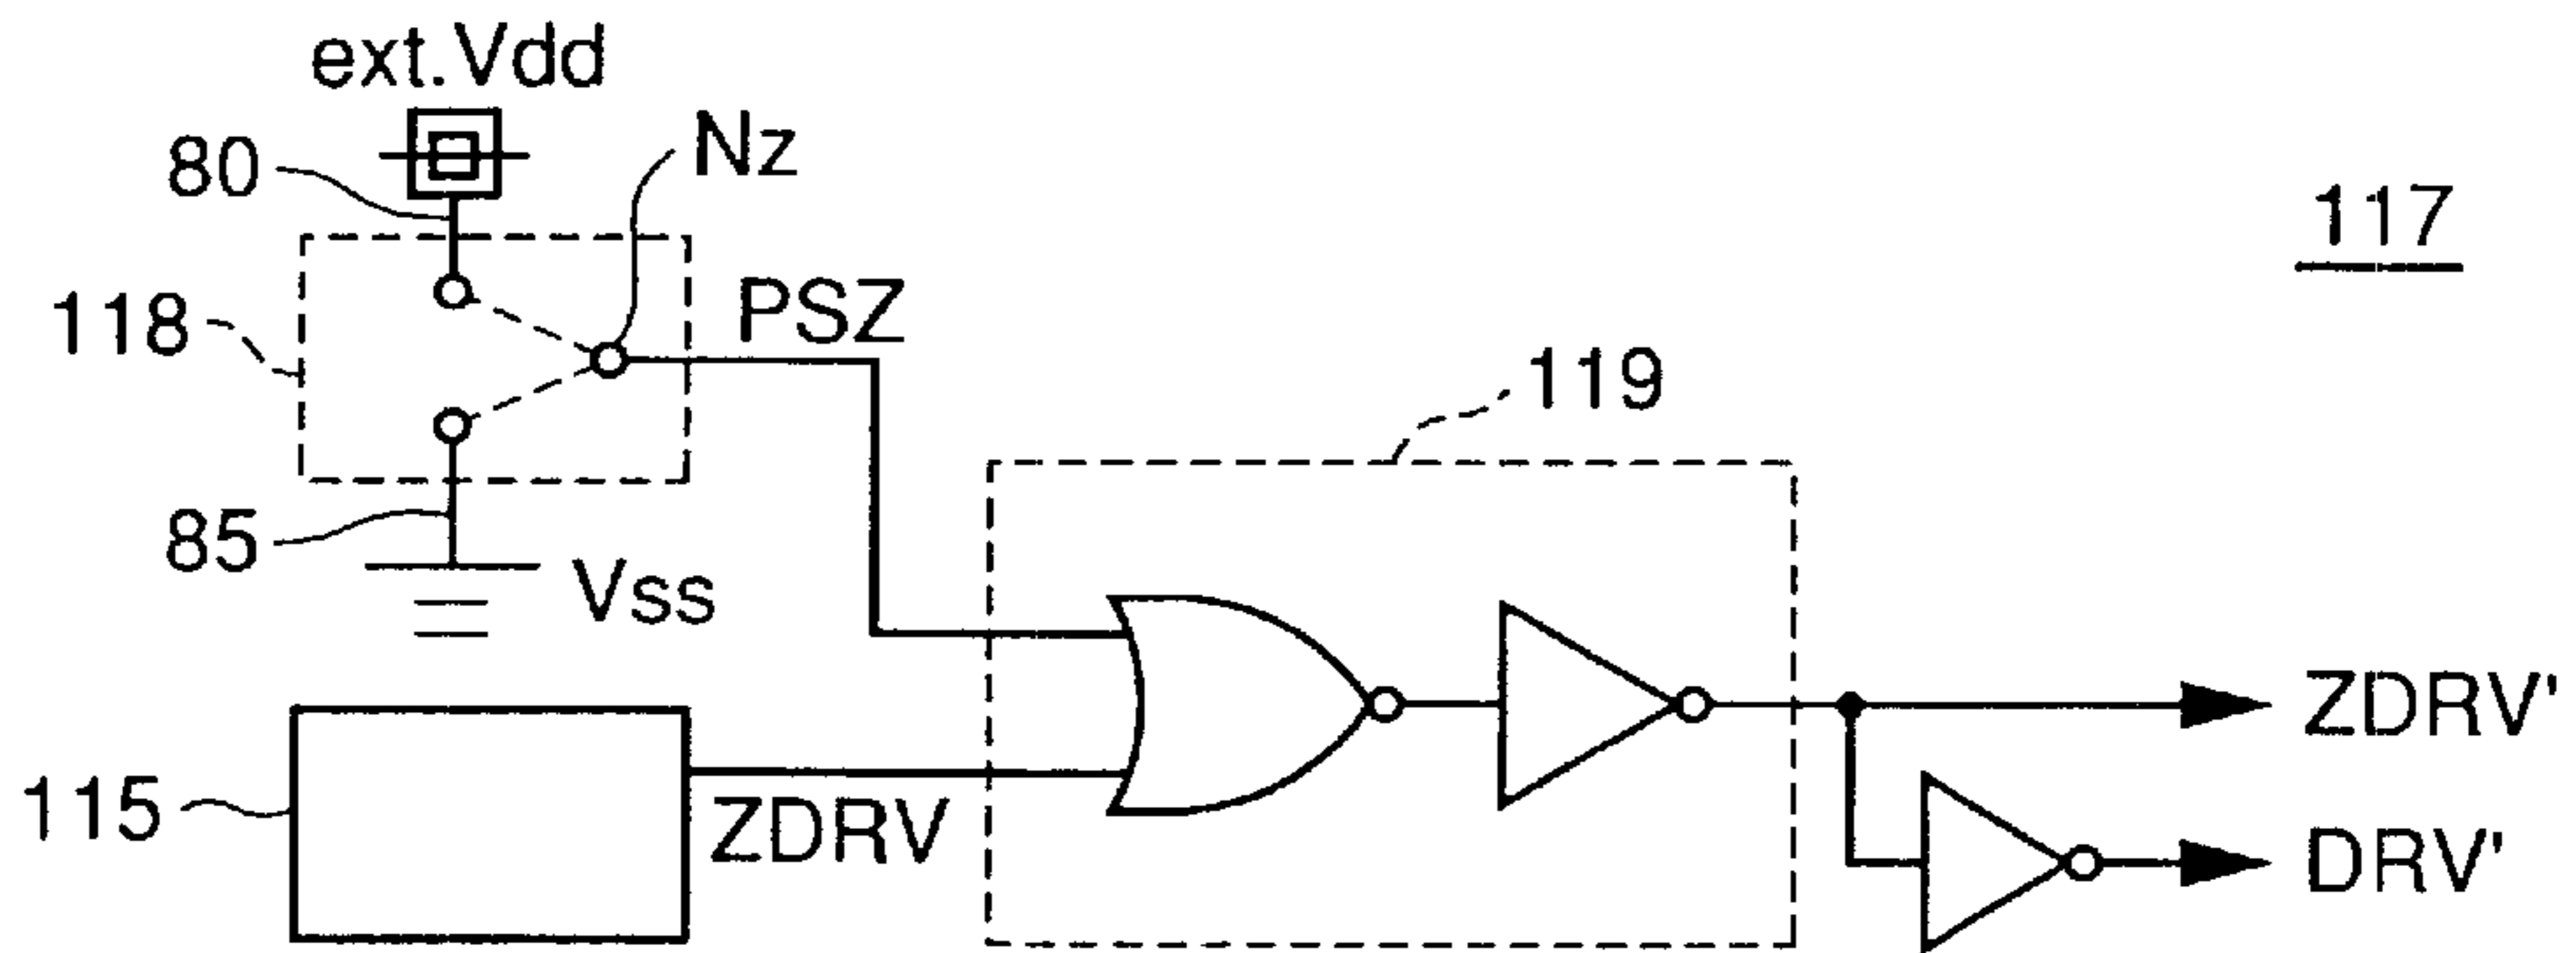 ext.Vdd
80
Nz
117
118
PSZ
119
85
Vss
115
ZDRV
ZDRV'
DRV'